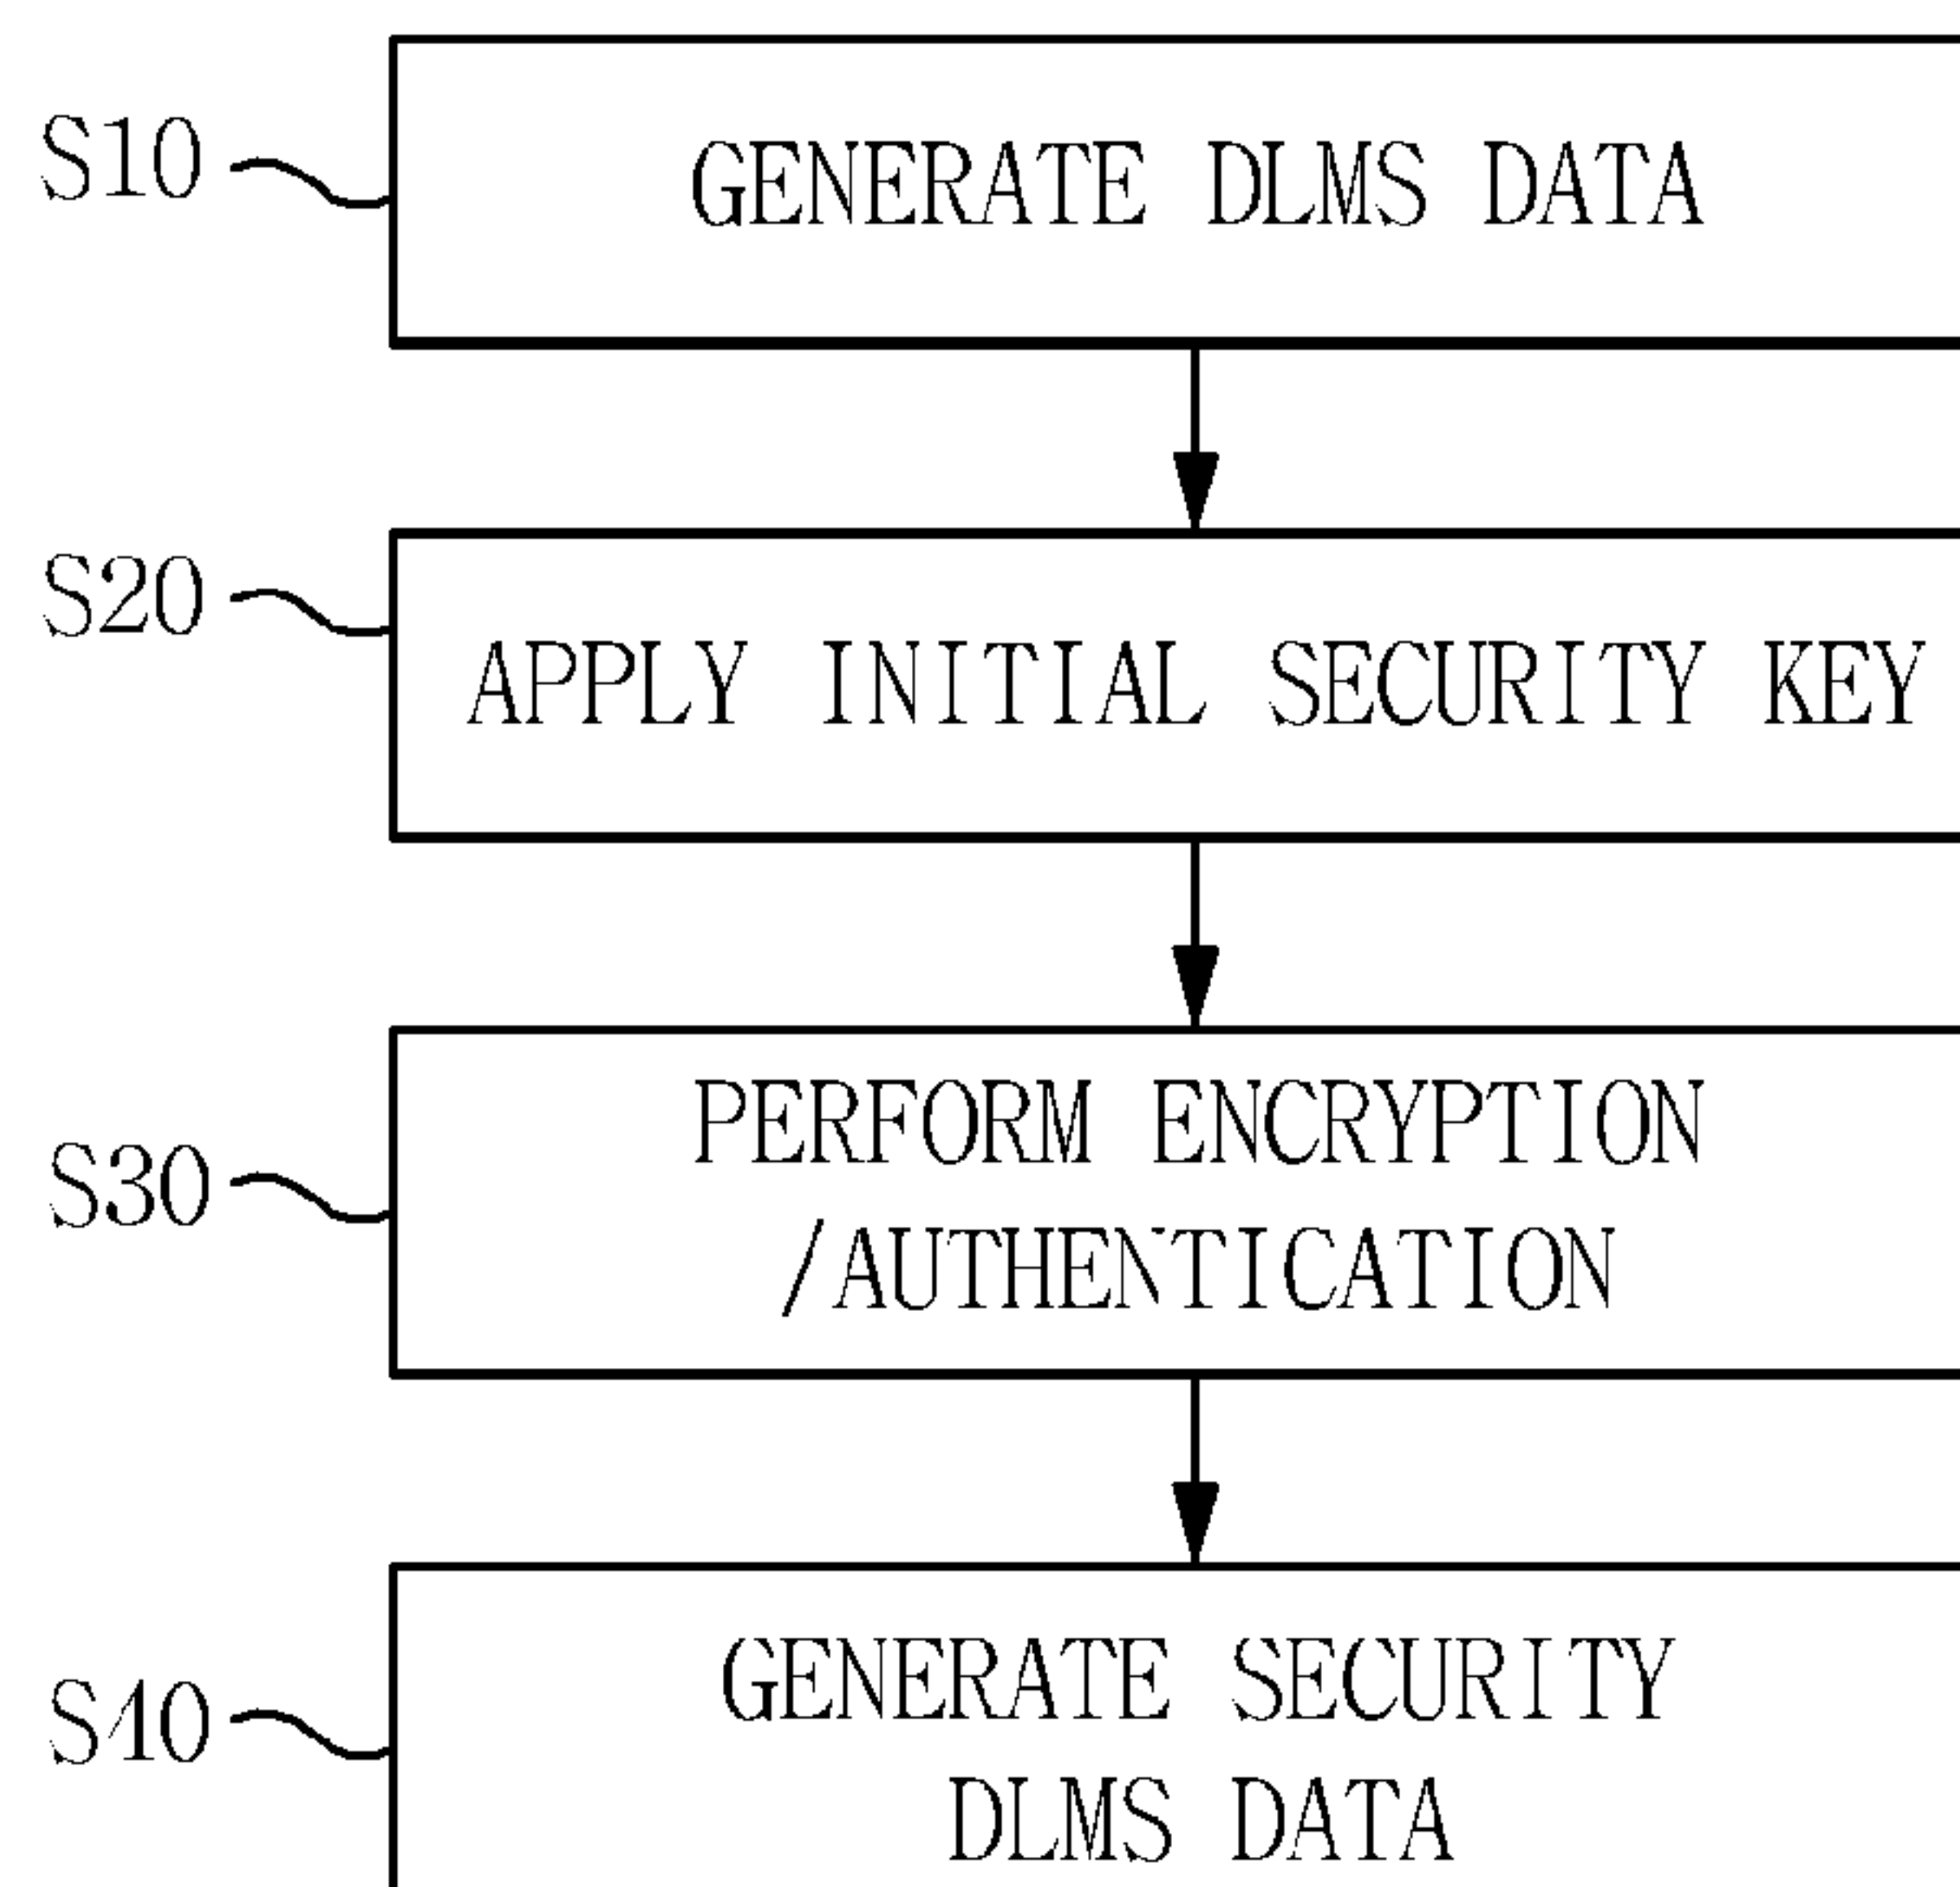 S10
GENERATE DLMS DATA
S20
APPLY INITIAL SECURITY KEY
S30
PERFORM ENCRYPTION
/AUTHENTICATION
S40
GENERATE SECURITY
DLMS DATA